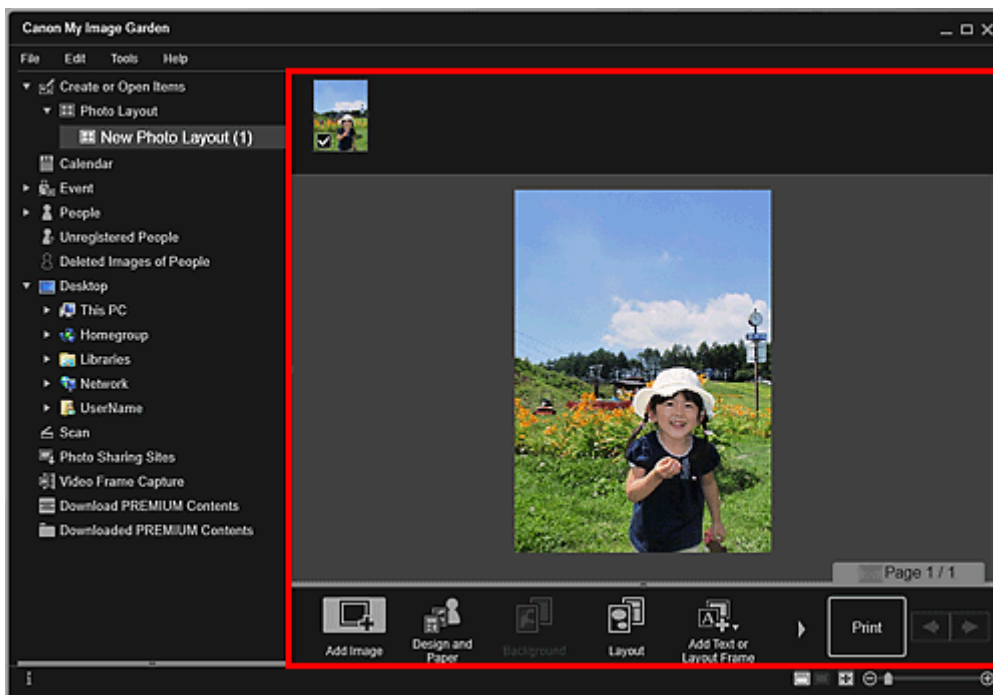 Canon My Image Garden
File Edit Tools Help
Create or Open Items
Photo Layout
New Photo Layout (1)
Calendar
Event
People
Unregistered People
Deleted Images of People
Desktop
This PC
Homegroup
Libraries
Network
UserName
Scan
Photo Sharing Sites
Video Frame Capture
Download PREMIUM Contents
Downloaded PREMIUM Contents
Page 1 / 1
Add Image
Design and
Paper
Background
Layout
Add Text or
Layout Frame
Print